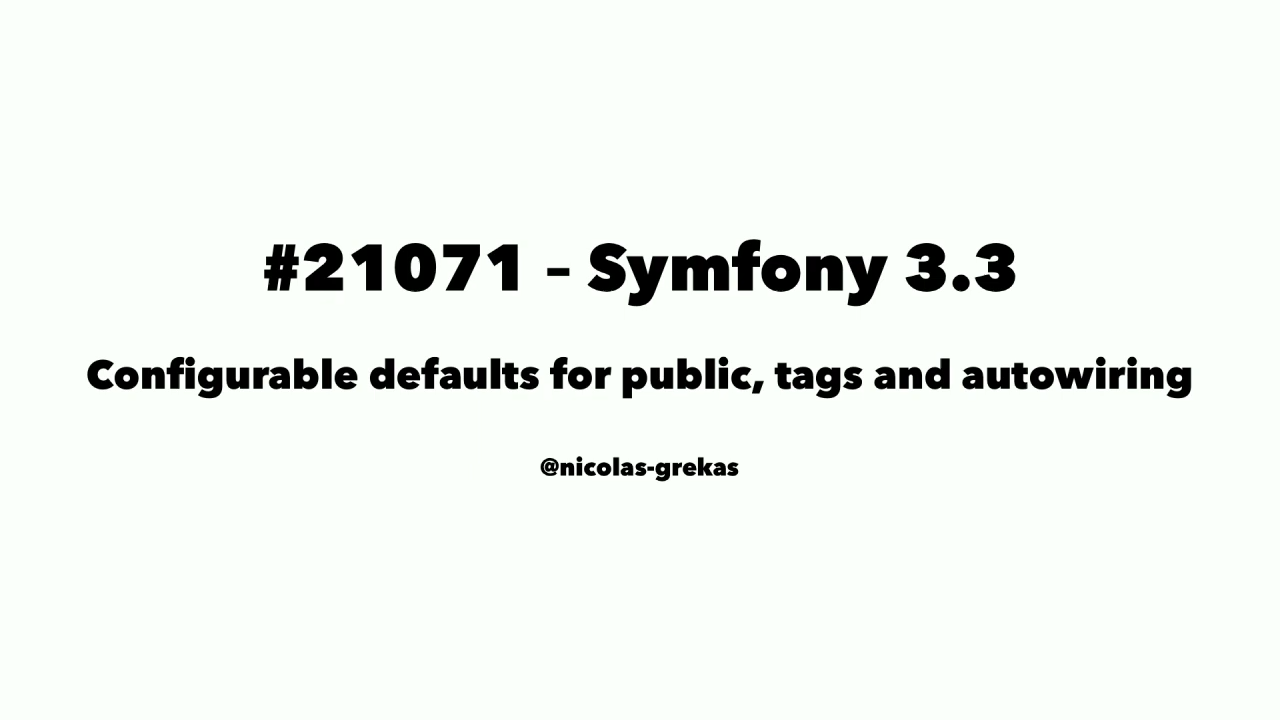 #21071 – Symfony 3.3
Configurable defaults for public, tags and autowiring
@nicolas-grekas